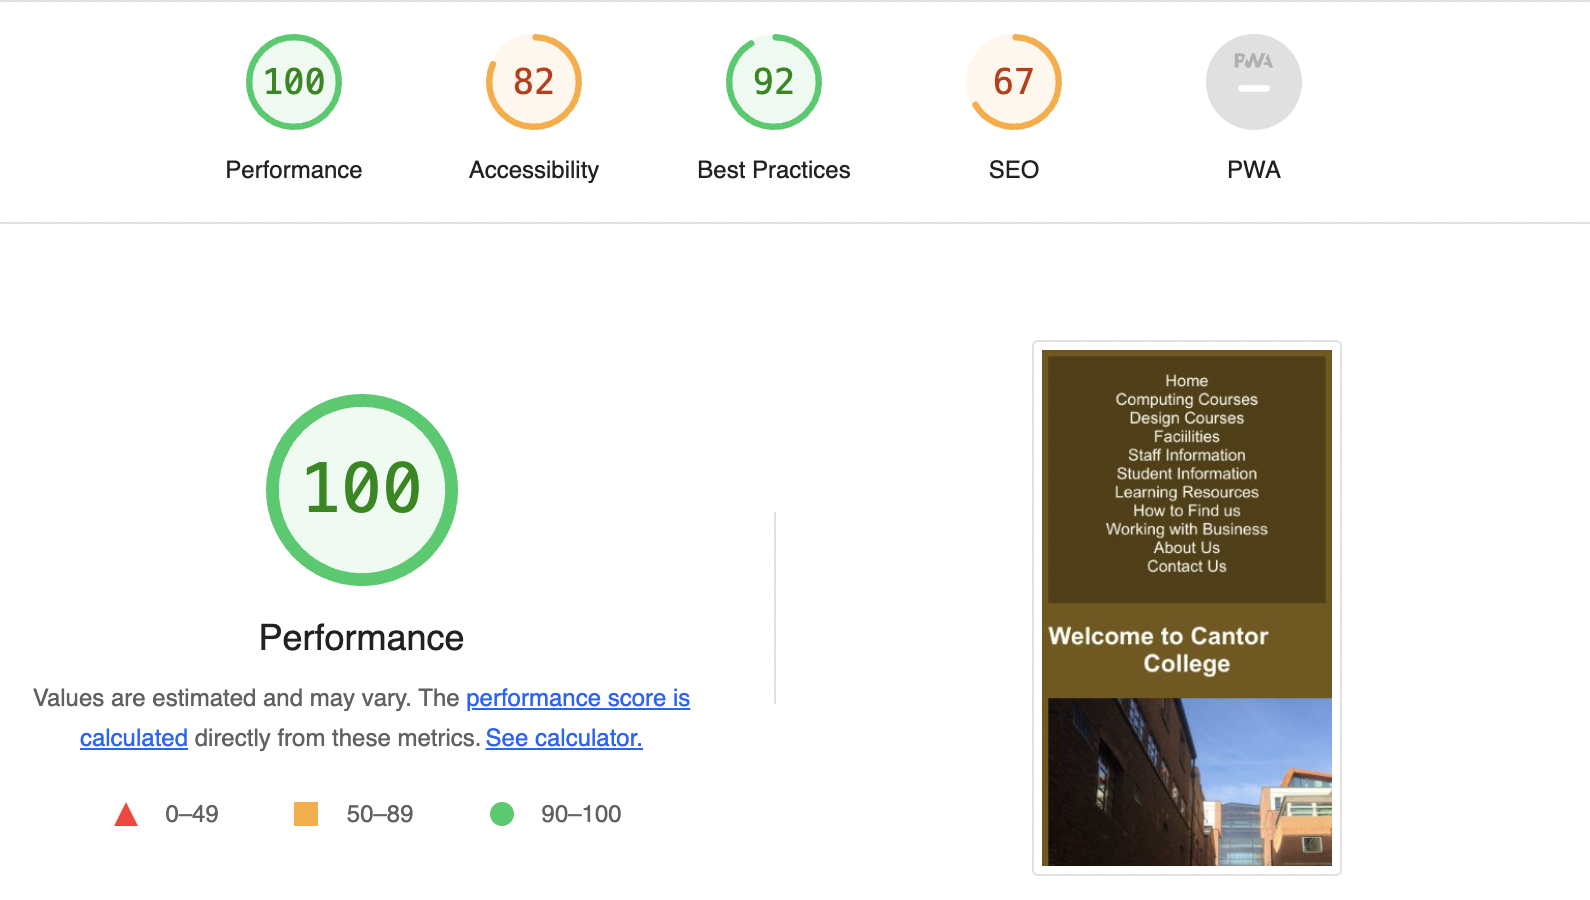 100
82
92
67
PWA
Performance
Accessibility
Best Practices
SEO
PWA
100
Performance
Values are estimated and may vary. The performance score is
calculated directly from these metrics. See calculator.
0–49
50–89
90–100
Home
Computing Courses
Design Courses
Faciilities
Staff Information
Student Information
Learning Resources
How to Find us
Working with Business
About Us
Contact Us
Welcome to Cantor
College